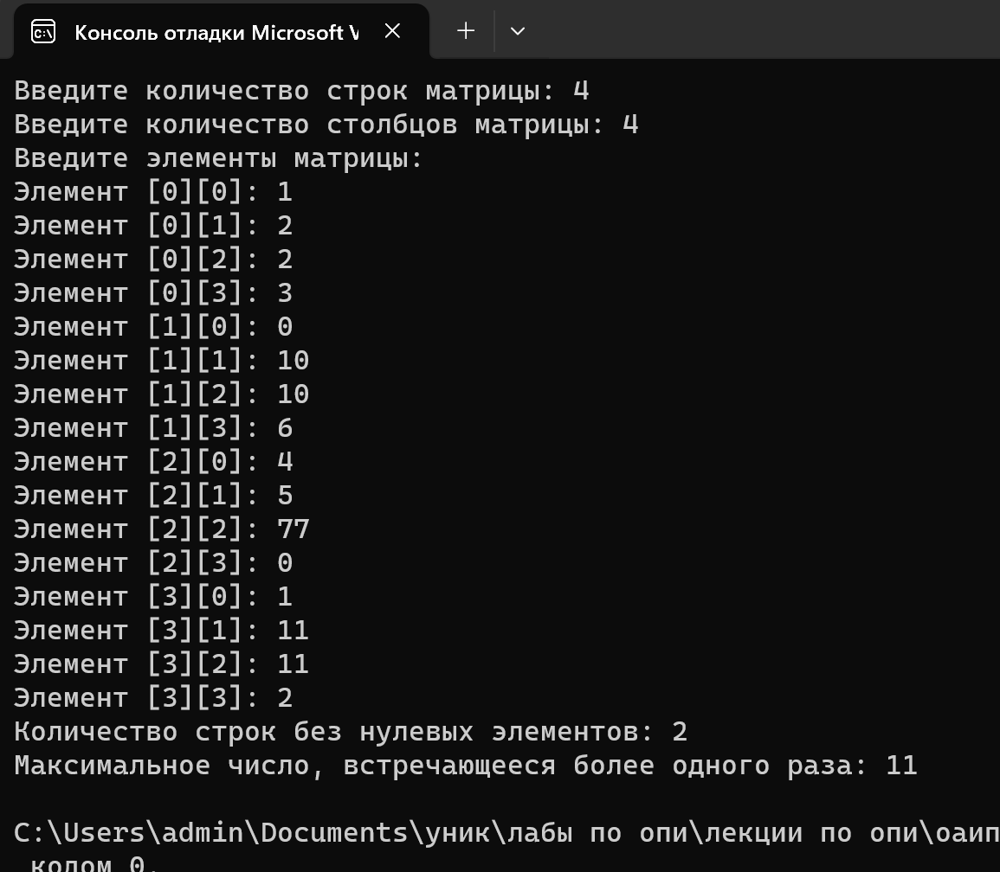 Консоль отладки Microsoft V
Введите количество строк матрицы: 4
Введите количество столбцов матрицы: 4
Введите элементы матрицы:
Элемент [0][0]: 1
Элемент [0][1]: 2
Элемент [0][2]: 2
Элемент [0][3]: 3
Элемент [1][0]: 0
Элемент [1][1]: 10
Элемент [1][2]: 10
Элемент [1][3]: 6
Элемент [2][0]: 4
Элемент [2][1]: 5
Элемент [2][2]: 77
Элемент [2][3]: 0
Элемент [3][0]: 1
Элемент [3][1]: 11
Элемент [3][2]: 11
Элемент [3][3]: 2
Количество строк без нулевых элементов: 2
Максимальное число, встречающееся более одного раза: 11
C:\Users\admin\Documents\уник\лабы по опи\лекции по опи\оаип
кодом 0.